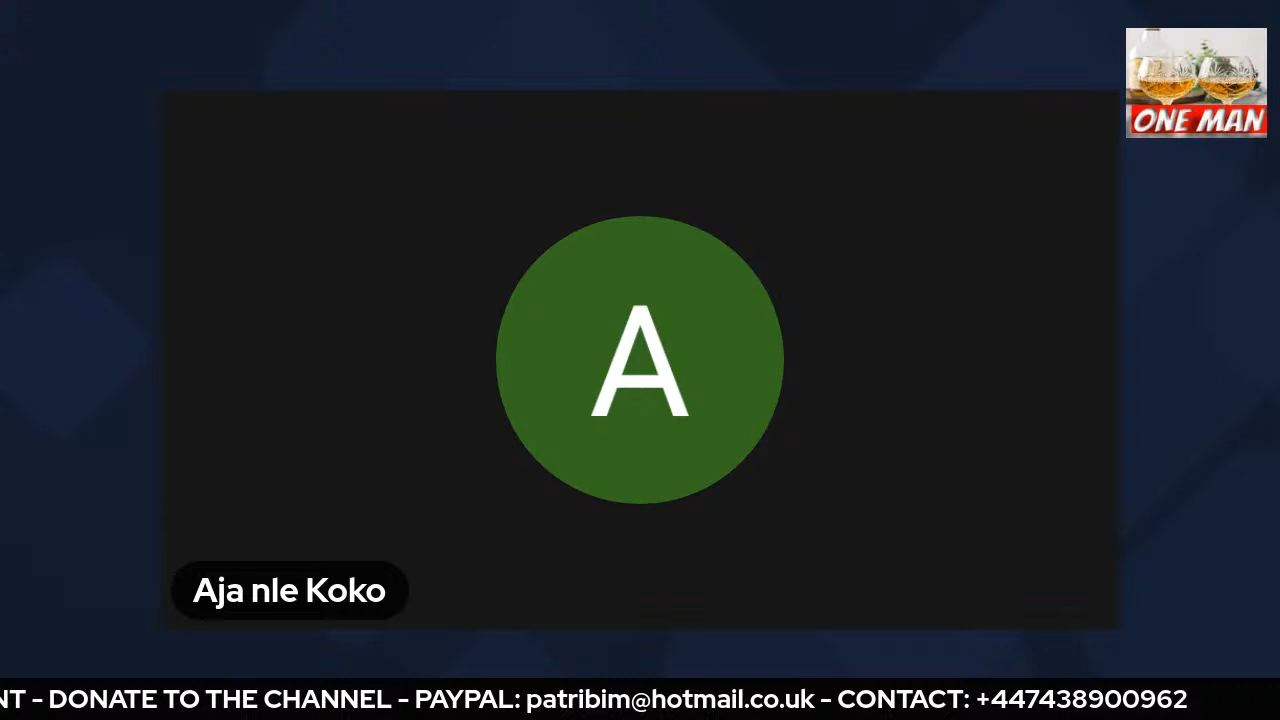 ONE MAN
A
Aja nle Koko
NT - DONATE TO THE CHANNEL - PAYPAL: patribim@hotmail.co.uk - CONTACT: +447438900962